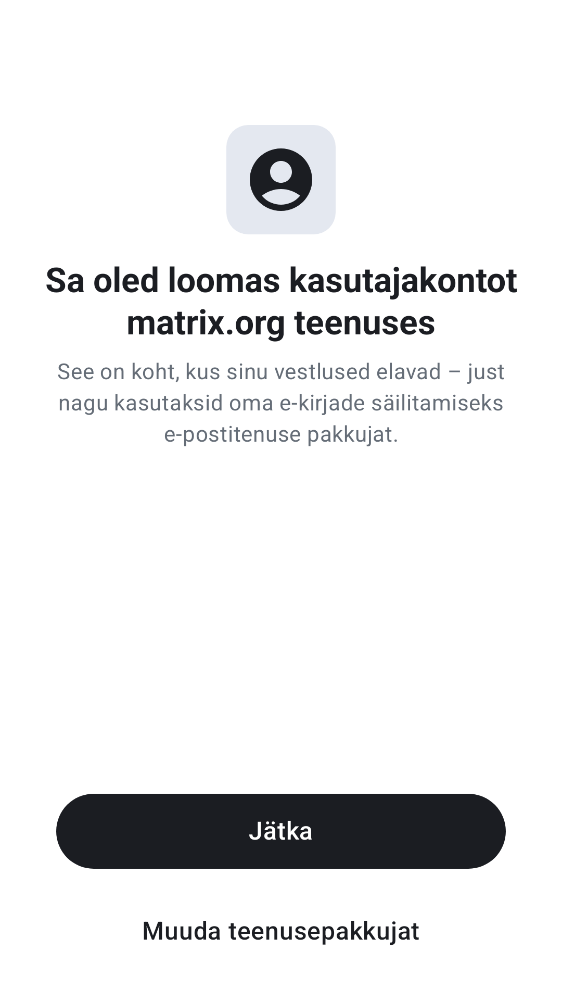 Sa oled loomas kasutajakontot
matrix.org teenuses
See on koht, kus sinu vestlused elavad – just
nagu kasutaksid oma e-kirjade säilitamiseks
e-postitenuse pakkujat.
Jätka
Muuda teenusepakkujat